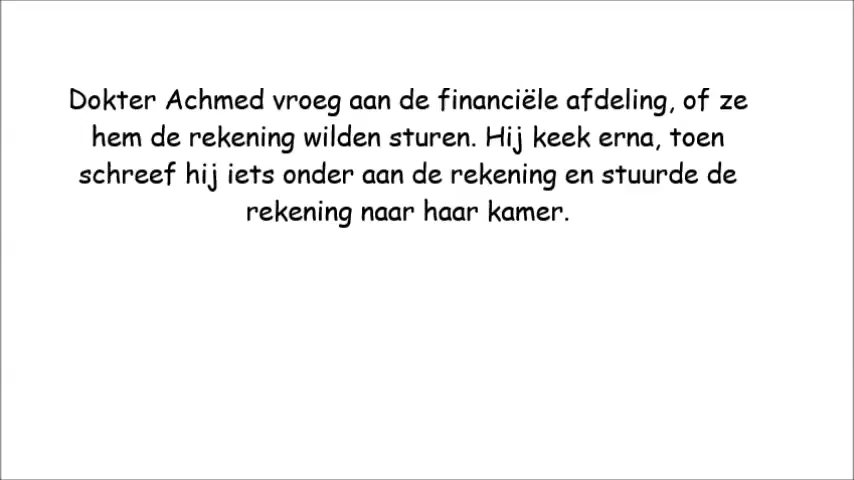 Dokter Achmed vroeg aan de financiële afdeling, of ze
hem de rekening wilden sturen. Hij keek erna, toen
schreef hij iets onder aan de rekening en stuurde de
rekening naar haar kamer.